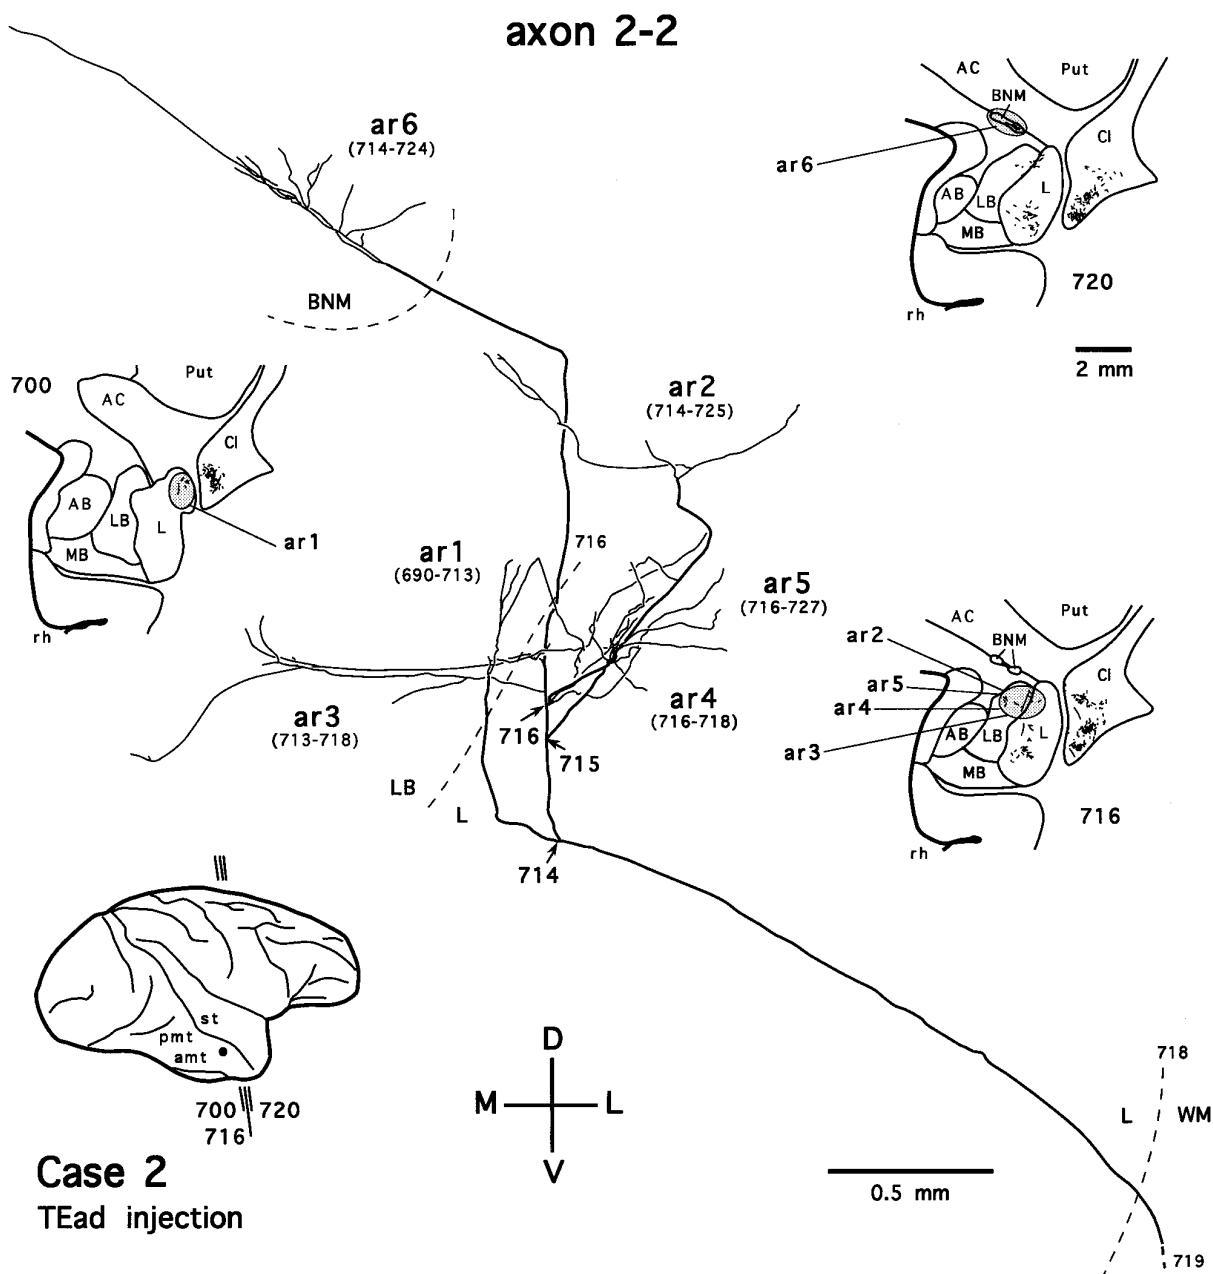 axon 2-2
ar6
(714-724)
BNM
AC
Put
BNM
Cl
ar6
AB
LB
L
MB
720
rh
2 mm
700
Put
AC
Cl
AB
LB
L
MB
ar1
rh
ar2
(714-725)
716
ar1
(690-713)
ar5
(716-727)
ar3
(713-718)
ar4
(716-718)
716
715
LB
L
714
AC
Put
ar2
BNM
Cl
ar5
ar4
AB
LB
L
ar3
MB
716
rh
st
pmt
amt
700
720
716
D
M
L
V
718
L
WM
0.5 mm
719
Case 2
TEad injection